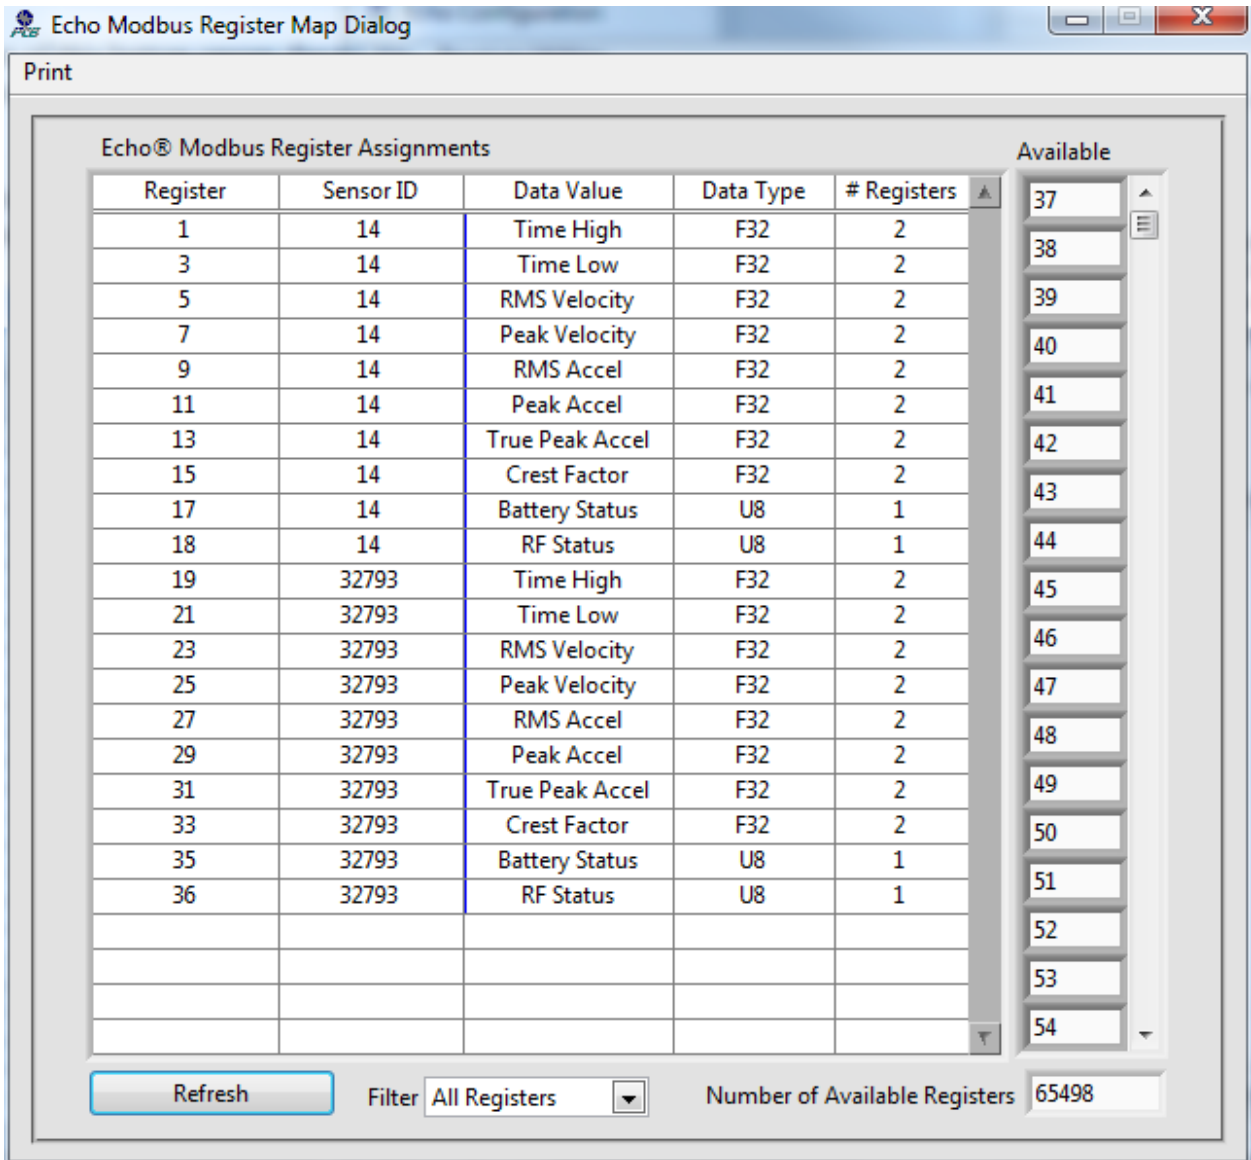 Echo Modbus Register Map Dialog
Print
Echo® Modbus Register Assignments
Available
Register Sensor ID Data Value Data Type # Registers
1 14 Time High F32 2
3 14 Time Low F32 2
5 14 RMS Velocity F32 2
7 14 Peak Velocity F32 2
9 14 RMS Accel F32 2
11 14 Peak Accel F32 2
13 14 True Peak Accel F32 2
15 14 Crest Factor F32 2
17 14 Battery Status U8 1
18 14 RF Status U8 1
19 32793 Time High F32 2
21 32793 Time Low F32 2
23 32793 RMS Velocity F32 2
25 32793 Peak Velocity F32 2
27 32793 RMS Accel F32 2
29 32793 Peak Accel F32 2
31 32793 True Peak Accel F32 2
33 32793 Crest Factor F32 2
35 32793 Battery Status U8 1
36 32793 RF Status U8 1
37
38
39
40
41
42
43
44
45
46
47
48
49
50
51
52
53
54
Refresh
Filter All Registers
Number of Available Registers 65498